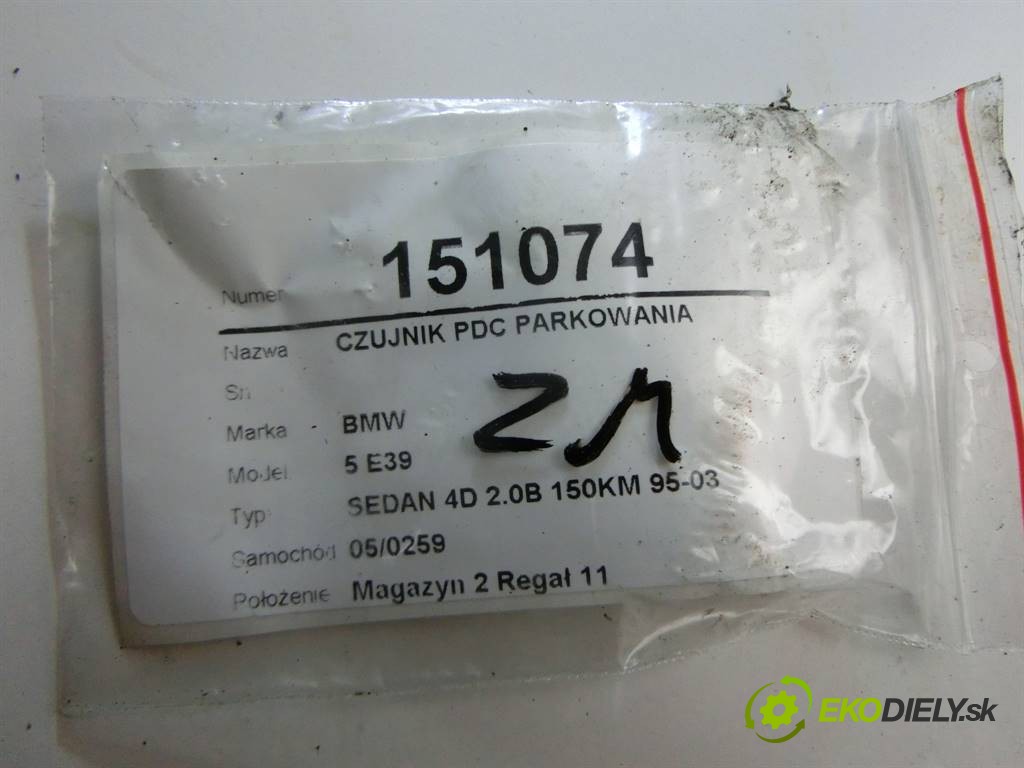 Numer 151074
Nazwa CZUJNIK PDC PARKOWANIA
Sn
Marka BMW
Model 5 E39
Typ SEDAN 4D 2.0B 150KM 95-03
Samochód 05/0259
Położenie Magazyn 2 Regał 11
EKODIELY.sk